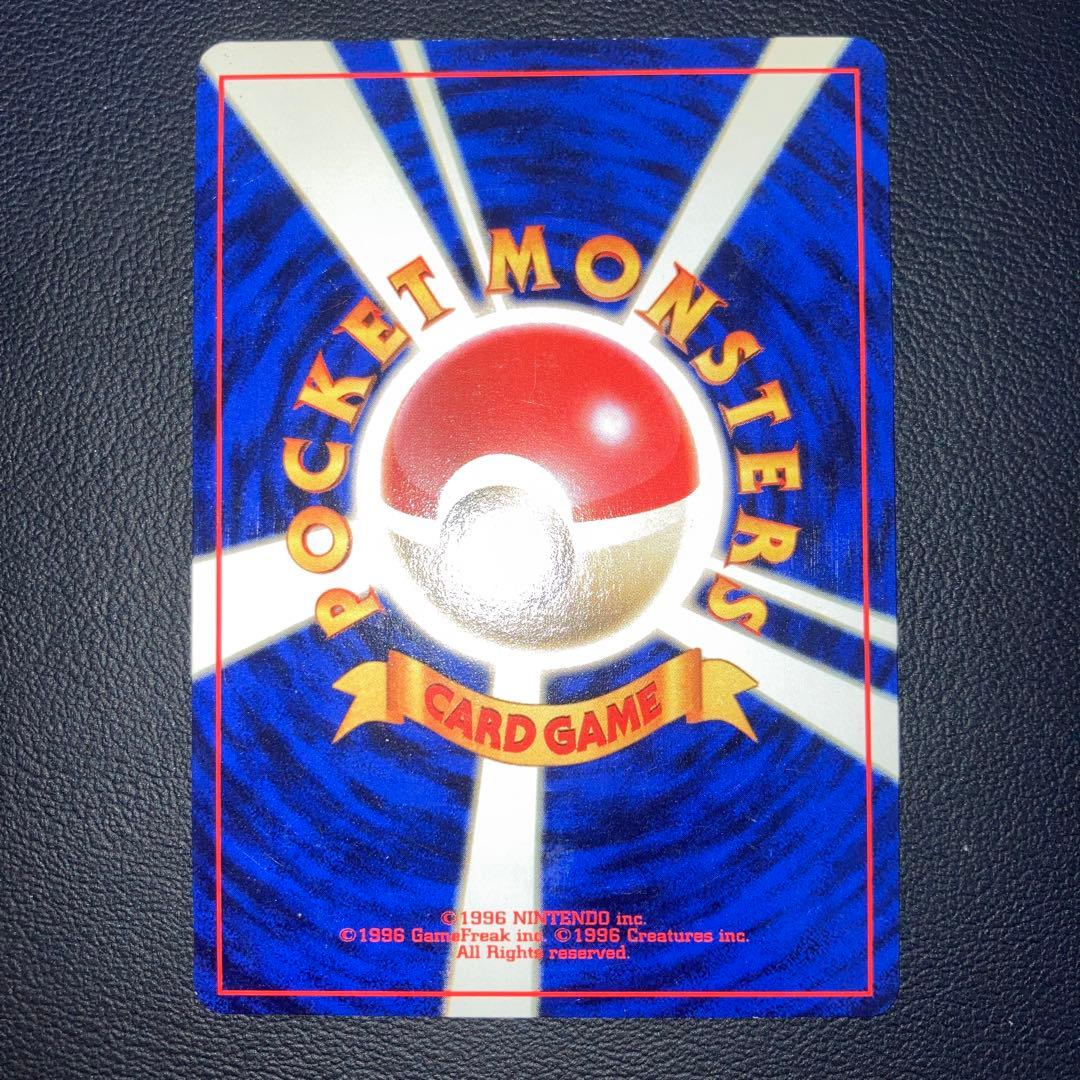 POCKET MONSTERS
CARD GAME
©1996 NINTENDO inc.
©1996 GameFreak inc. ©1996 Creatures inc.
All Rights reserved.